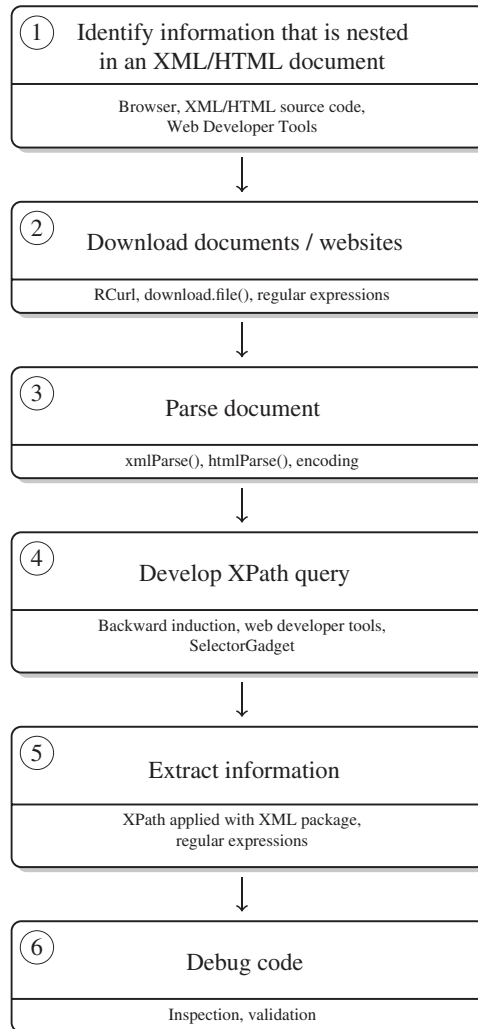 1
Identify information that is nested
in an XML/HTML document
Browser, XML/HTML source code,
Web Developer Tools
2
Download documents / websites
RCurl, download.file(), regular expressions
3
Parse document
xmlParse(), htmlParse(), encoding
4
Develop XPath query
Backward induction, web developer tools,
SelectorGadget
5
Extract information
XPath applied with XML package,
regular expressions
6
Debug code
Inspection, validation